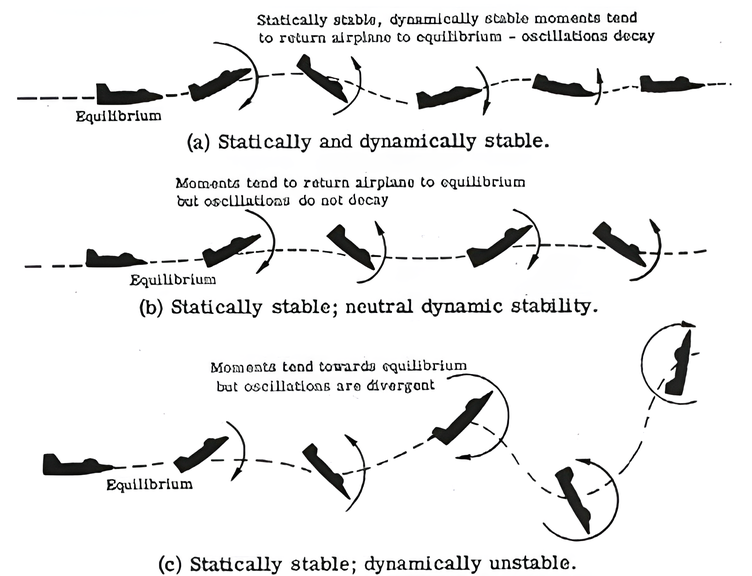 Statically stable, dynamically stable moments tend
to return airplane to equilibrium - oscillations decay
Equilibrium
(a) Statically and dynamically stable.
Moments tend to return airplane to equilibrium
but oscillations do not decay
Equilibrium
(b) Statically stable; neutral dynamic stability.
Moments tend towards equilibrium
but oscillations are divergent
Equilibrium
(c) Statically stable; dynamically unstable.